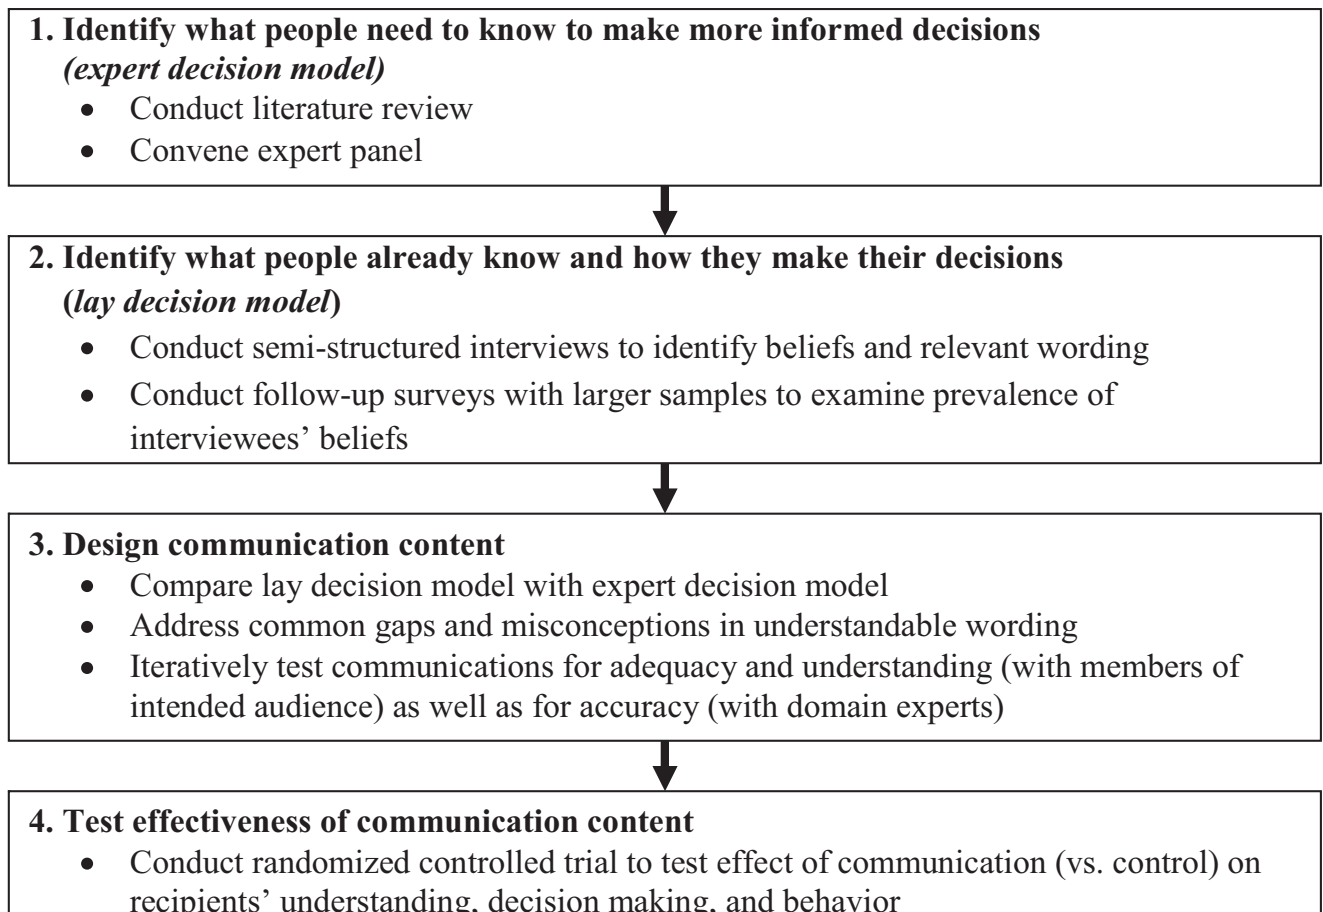 1. Identify what people need to know to make more informed decisions
(expert decision model)
• Conduct literature review
• Convene expert panel
2. Identify what people already know and how they make their decisions
(lay decision model)
• Conduct semi-structured interviews to identify beliefs and relevant wording
• Conduct follow-up surveys with larger samples to examine prevalence of
interviewees’ beliefs
3. Design communication content
• Compare lay decision model with expert decision model
• Address common gaps and misconceptions in understandable wording
• Iteratively test communications for adequacy and understanding (with members of
intended audience) as well as for accuracy (with domain experts)
4. Test effectiveness of communication content
• Conduct randomized controlled trial to test effect of communication (vs. control) on
recipients’ understanding, decision making, and behavior